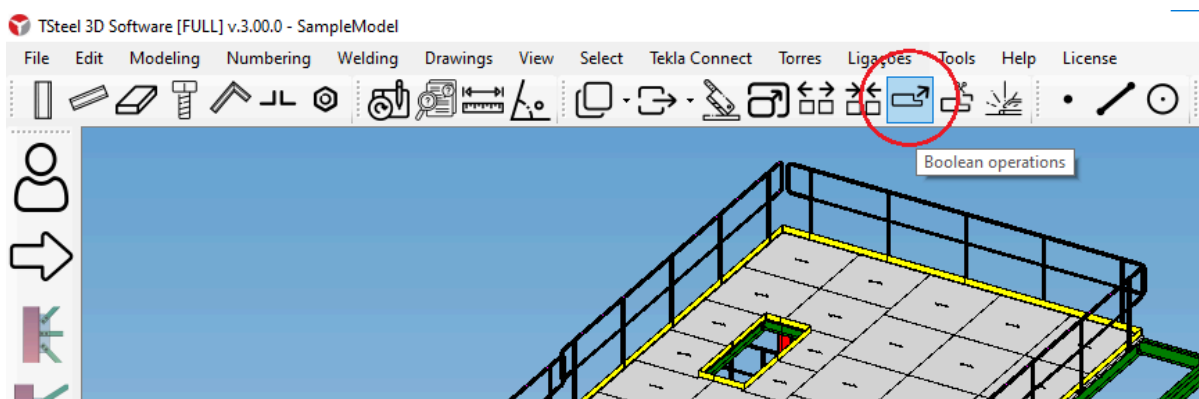 TSteel 3D Software [FULL] v.3.00.0 - SampleModel
File Edit Modeling Numbering Welding Drawings View Select Tekla Connect Torres Ligações Tools Help License
Boolean operations